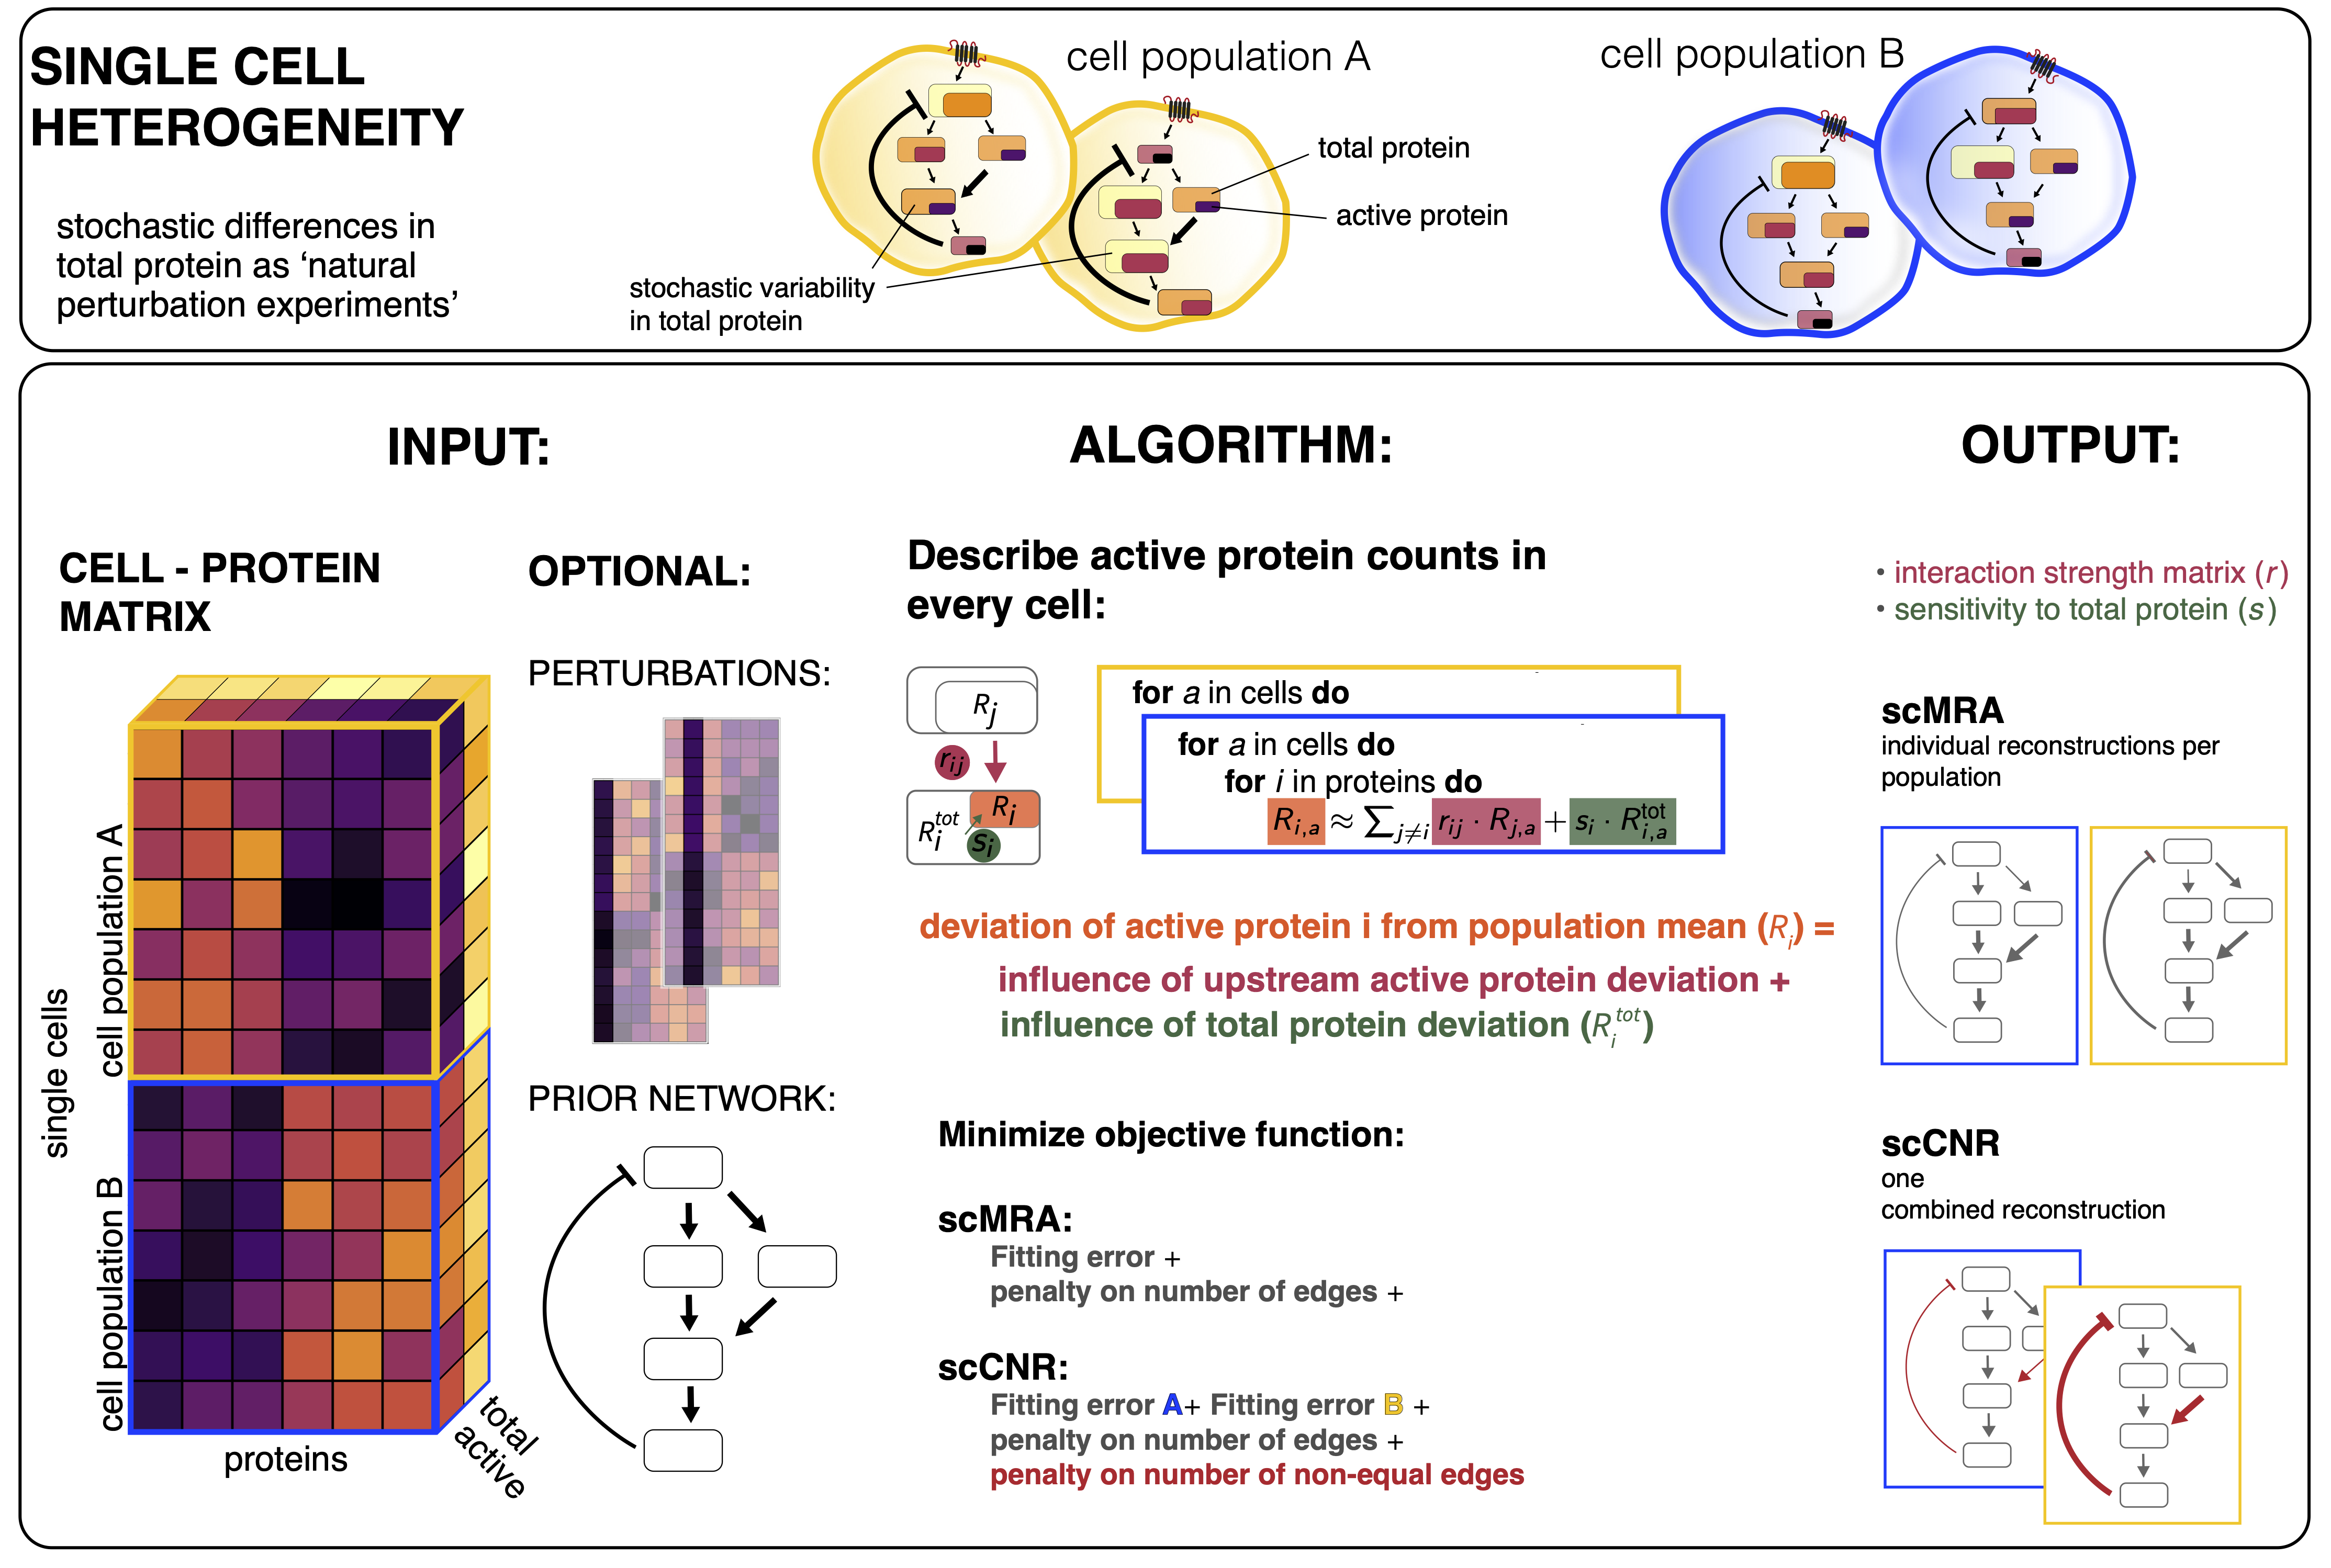 SINGLE CELL
HETEROGENEITY
stochastic differences in
total protein as ‘natural
perturbation experiments’
cell population A
cell population B
total protein
active protein
stochastic variability
in total protein
INPUT:
CELL - PROTEIN
MATRIX
single cells
cell population A
cell population B
proteins
total
active
OPTIONAL:
PERTURBATIONS:
PRIOR NETWORK:
ALGORITHM:
Describe active protein counts in
every cell:
R_j
r_ij
R_i^tot
R_i
s_i
for a in cells do
for a in cells do
for i in proteins do
R_{i,a} ≈ ∑_{j≠i} r_{ij} · R_{j,a} + s_i · R_{i,a}^{tot}
deviation of active protein i from population mean (R_i) =
influence of upstream active protein deviation +
influence of total protein deviation (R_i^tot)
Minimize objective function:
scMRA:
Fitting error +
penalty on number of edges +
scCNR:
Fitting error A+ Fitting error B +
penalty on number of edges +
penalty on number of non-equal edges
OUTPUT:
• interaction strength matrix (r)
• sensitivity to total protein (s)
scMRA
individual reconstructions per
population
scCNR
one
combined reconstruction